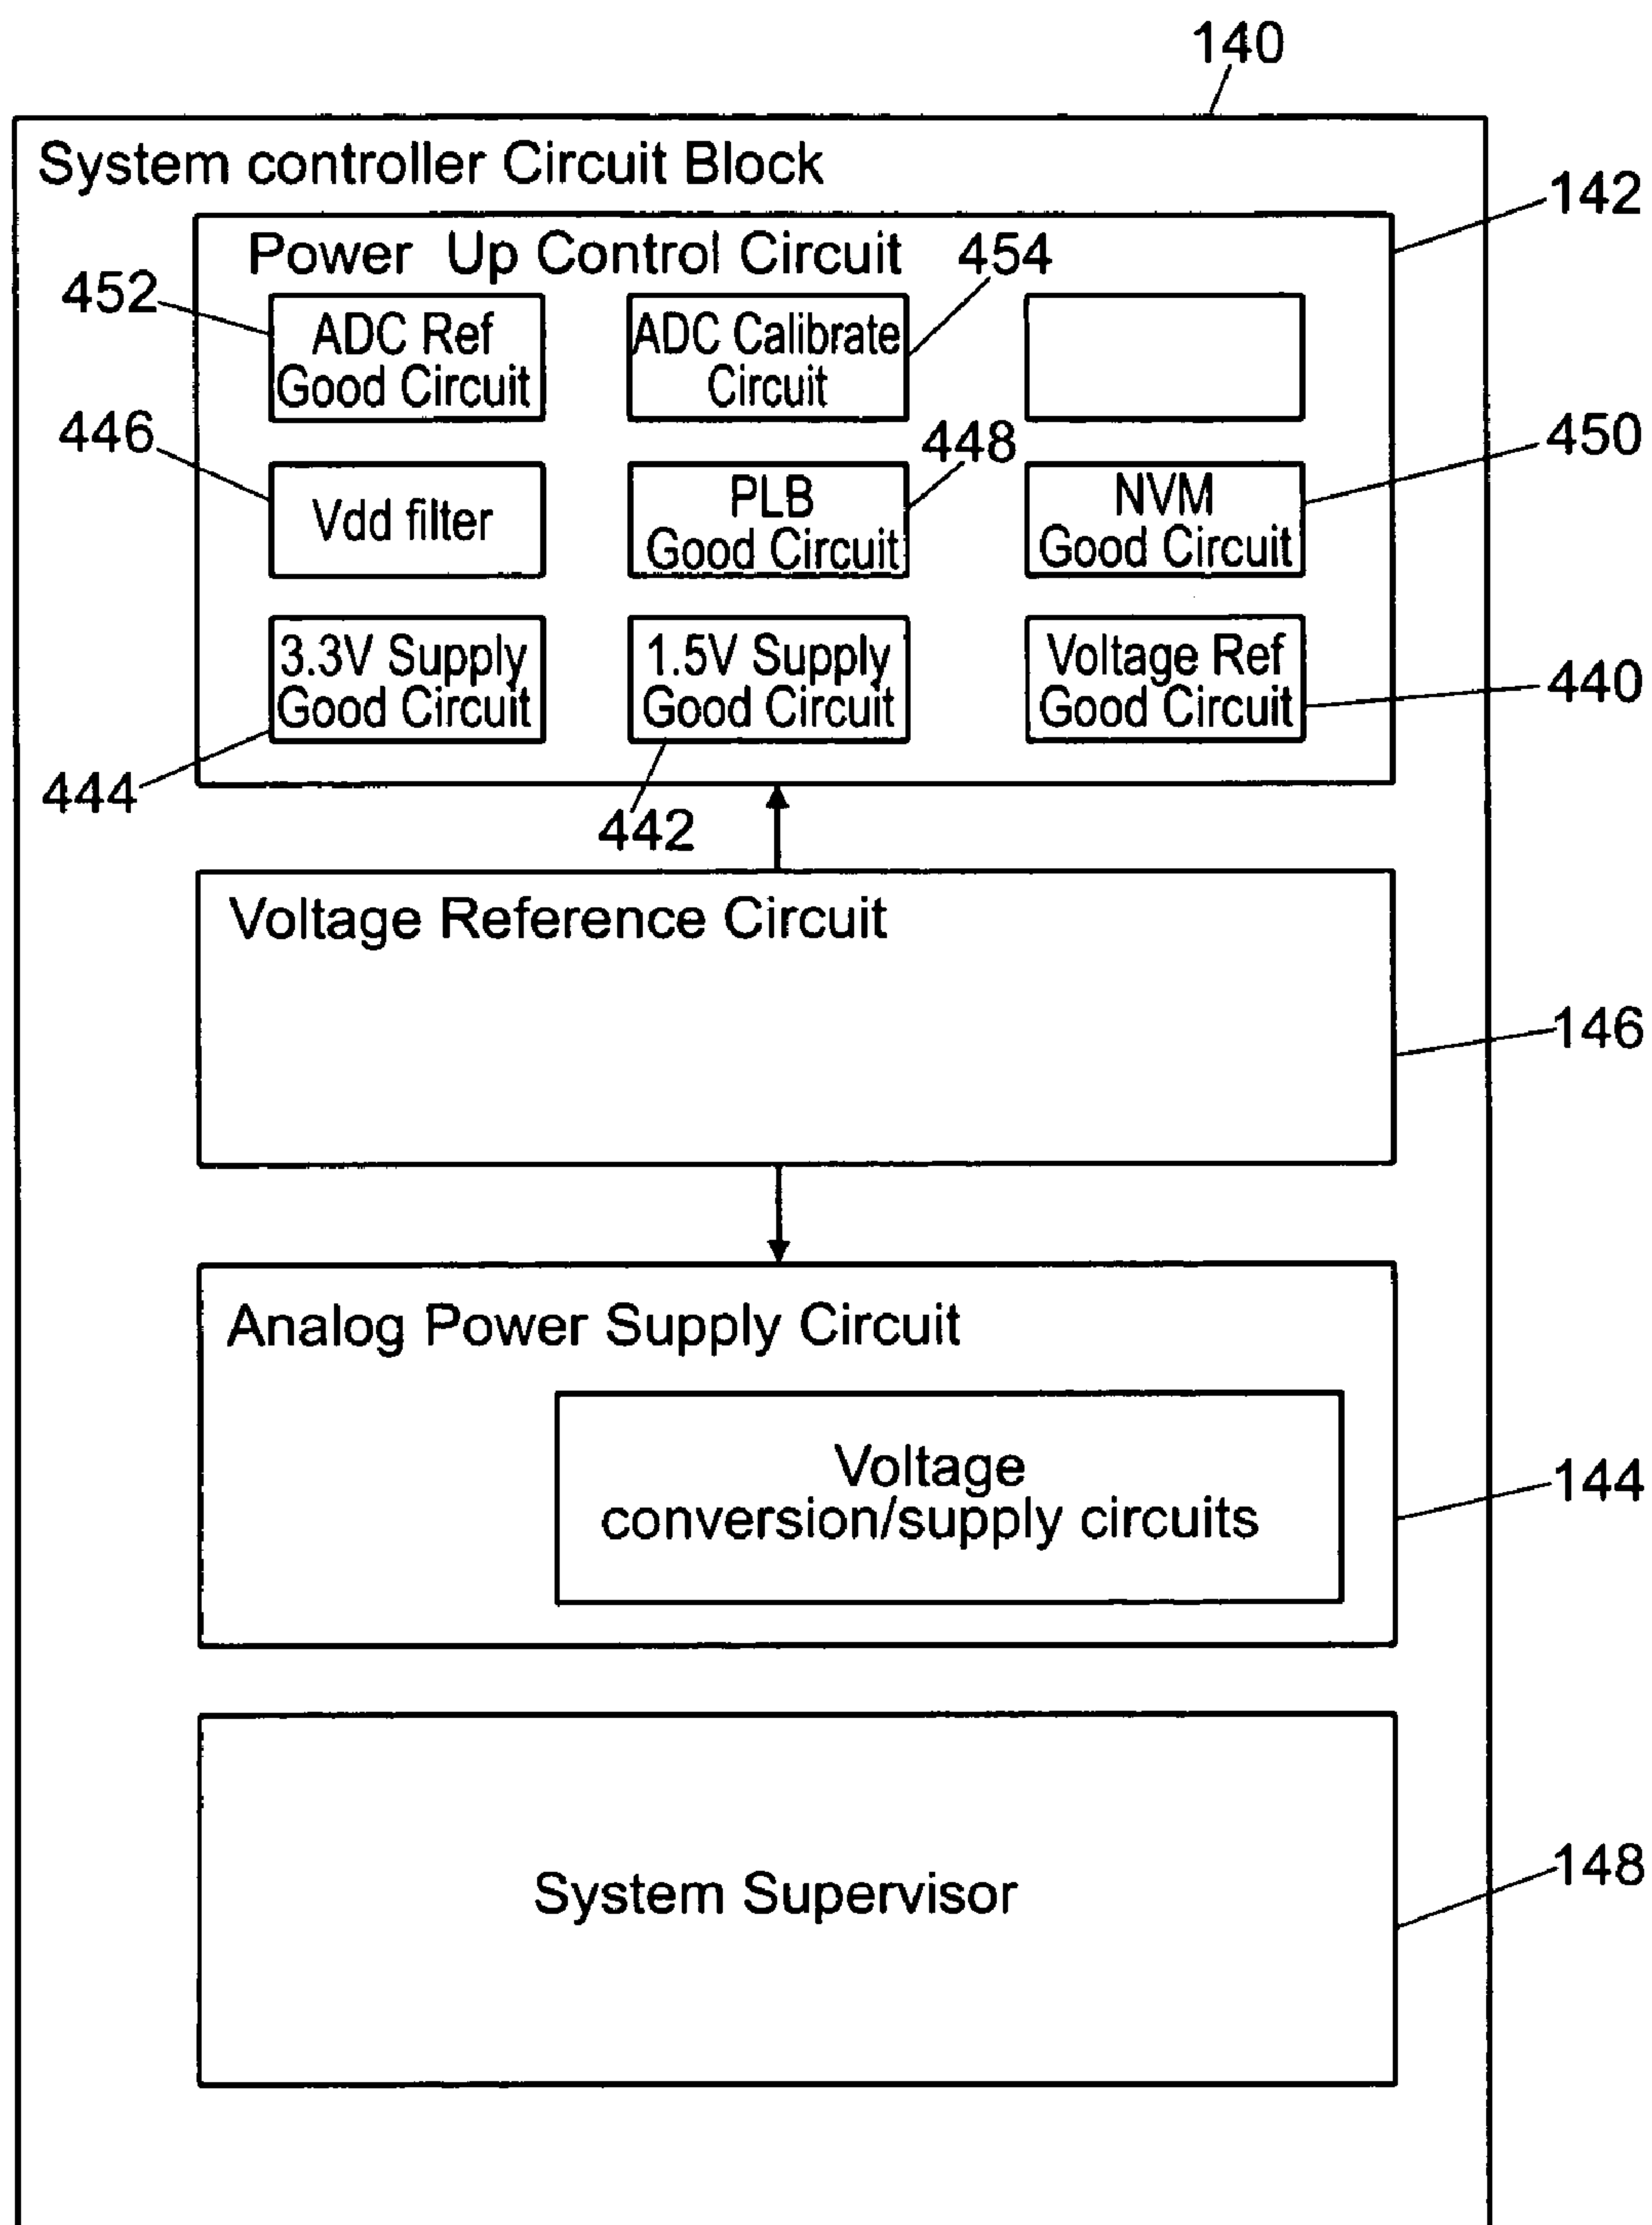 140
System controller Circuit Block
142
Power Up Control Circuit
454
452
ADC Ref
Good Circuit
ADC Calibrate
Circuit
446
448
450
Vdd filter
PLB
Good Circuit
NVM
Good Circuit
3.3V Supply
Good Circuit
1.5V Supply
Good Circuit
Voltage Ref
Good Circuit
440
444
442
Voltage Reference Circuit
146
Analog Power Supply Circuit
Voltage
conversion/supply circuits
144
System Supervisor
148